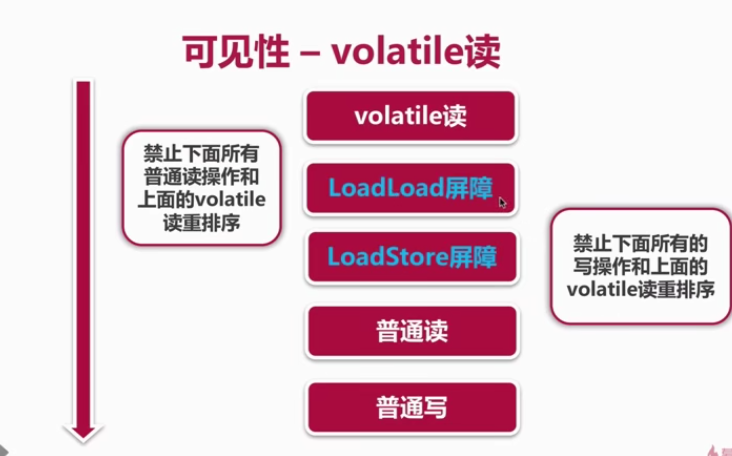 可见性 – volatile读
volatile读
禁止下面所有
普通读操作和
上面的volatile
读重排序
LoadLoad屏障
LoadStore屏障
禁止下面所有的
写操作和上面的
volatile读重排序
普通读
普通写